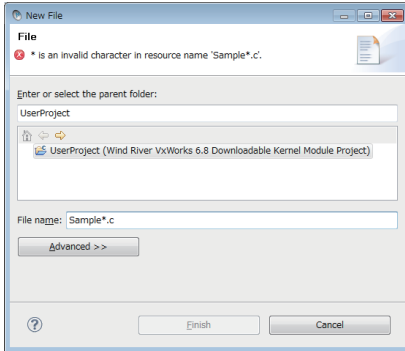 New File
File
* is an invalid character in resource name 'Sample*.c'.
Enter or select the parent folder:
UserProject
UserProject (Wind River VxWorks 6.8 Downloadable Kernel Module Project)
File name: Sample*.c
Advanced >>
Finish Cancel